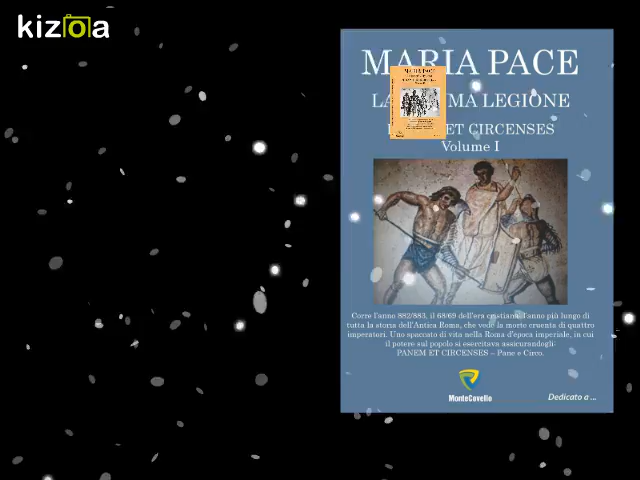 kizoa
MARIA PACE
LA MA LEGIONE
ET CIRCENSES
Volume I
Corre l'anno 882/883, il 68/69 dell'era cristiana: l'anno più lungo di
tutta la storia dell'Antica Roma, che vede la morte cruenta di quattro
imperatori. Uno spaccato di vita nella Roma d'epoca imperiale, in cui
il potere sul popolo si esercitava assicurandogli:
PANEM ET CIRCENSES – Pane e Circo.
MonteCovello
Dedicato a ...
MARIA PACE